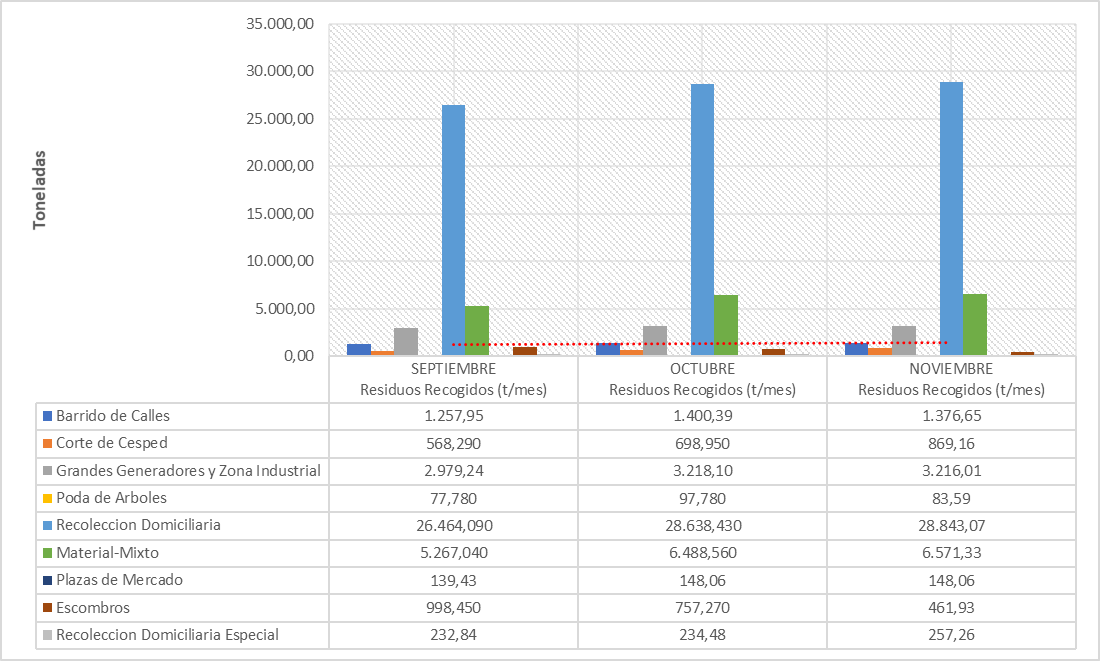 35.000,00
30.000,00
25.000,00
20.000,00
15.000,00
10.000,00
5.000,00
0,00
Toneladas
SEPTIEMBRE OCTUBRE NOVIEMBRE
Residuos Recogidos (t/mes) Residuos Recogidos (t/mes) Residuos Recogidos (t/mes)
Barrido de Calles 1.257,95 1.400,39 1.376,65
Corte de Cesped 568,290 698,950 869,16
Grandes Generadores y Zona Industrial 2.979,24 3.218,10 3.216,01
Poda de Arboles 77,780 97,780 83,59
Recoleccion Domiciliaria 26.464,090 28.638,430 28.843,07
Material-Mixto 5.267,040 6.488,560 6.571,33
Plazas de Mercado 139,43 148,06 148,06
Escombros 998,450 757,270 461,93
Recoleccion Domiciliaria Especial 232,84 234,48 257,26